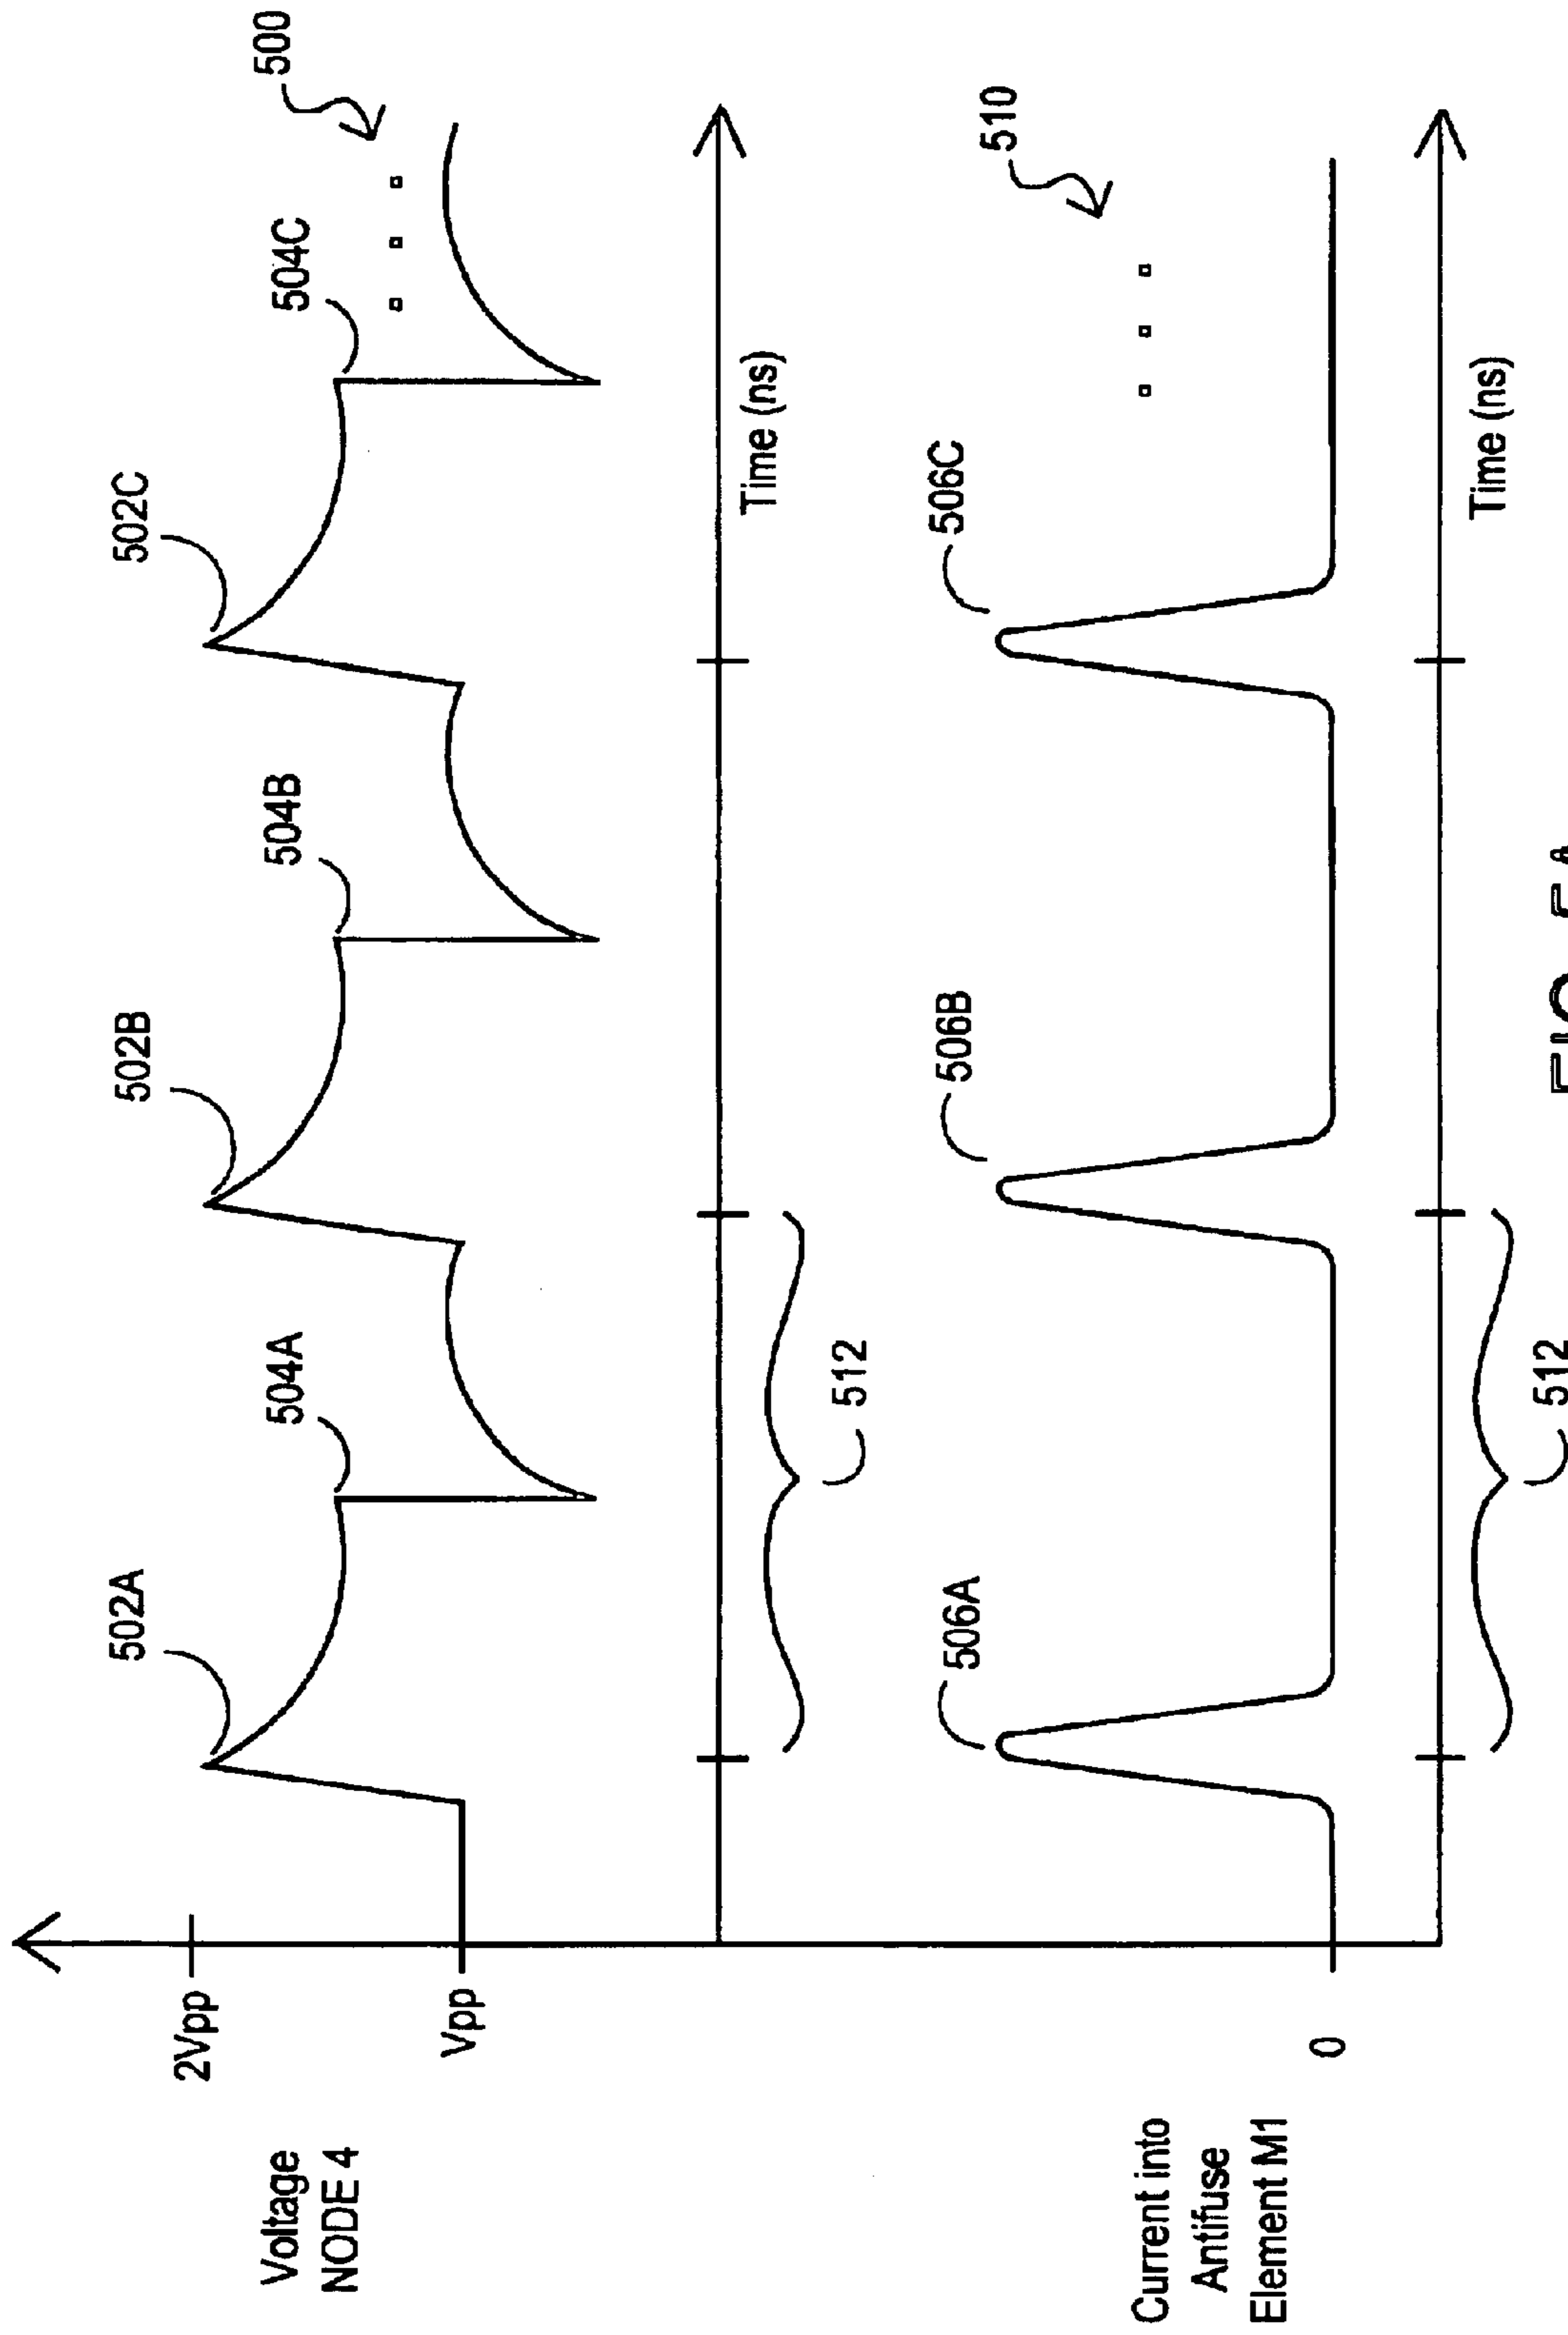 500
502A
502B
502C
504A
504B
504C
2Vpp
Vpp
Voltage
NODE 4
Time (ns)
512
510
506A
506B
506C
Current into
Antifuse
Element M1
0
Time (ns)
512